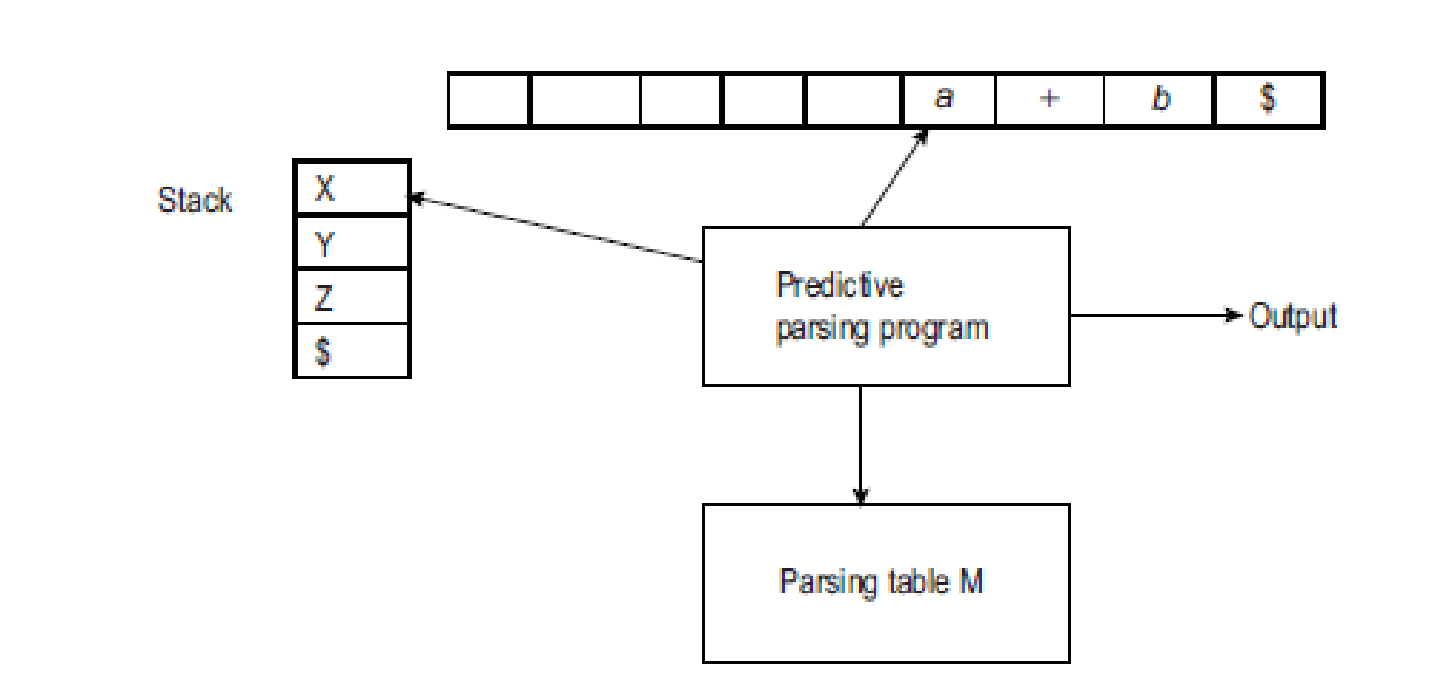 a + b $
Stack
X
Y
Z
$
Predictive
parsing program
Output
Parsing table M